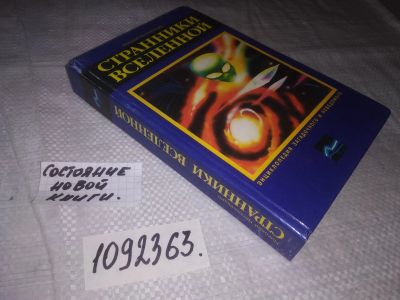 СТРАННИКИ
ВСЕЛЕННОЙ
СТРАННИКИ ВСЕЛЕННОЙ
СОСТОЯНИЕ
НОВОЙ
КНИГИ.
1092363.